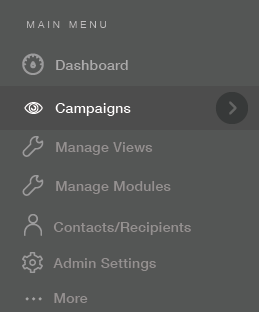 MAIN MENU
Dashboard
Campaigns
Manage Views
Manage Modules
Contacts/Recipients
Admin Settings
More